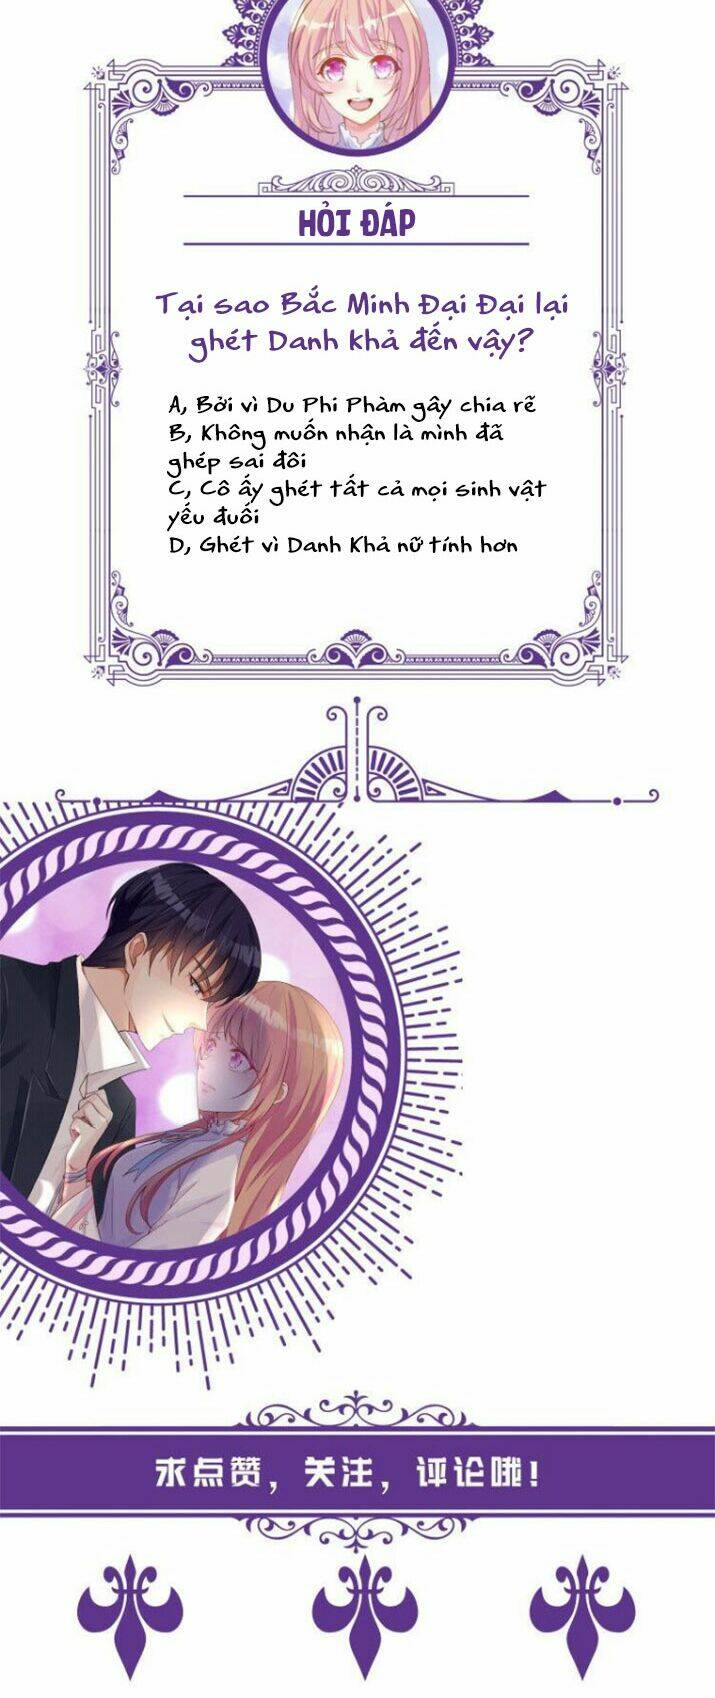 HỎI ĐÁP
Tại sao Bắc Minh Đại Đại lại
ghét Danh khả đến vậy?
A, Bởi vì Du Phi Phàm gây chia rẽ
B, Không muốn nhận là mình đã
ghép sai đôi
C, Cô ấy ghét tất cả mọi sinh vật
yếu đuối
D, Ghét vì Danh Khả nữ tính hơn
求点赞，关注，评论哦！